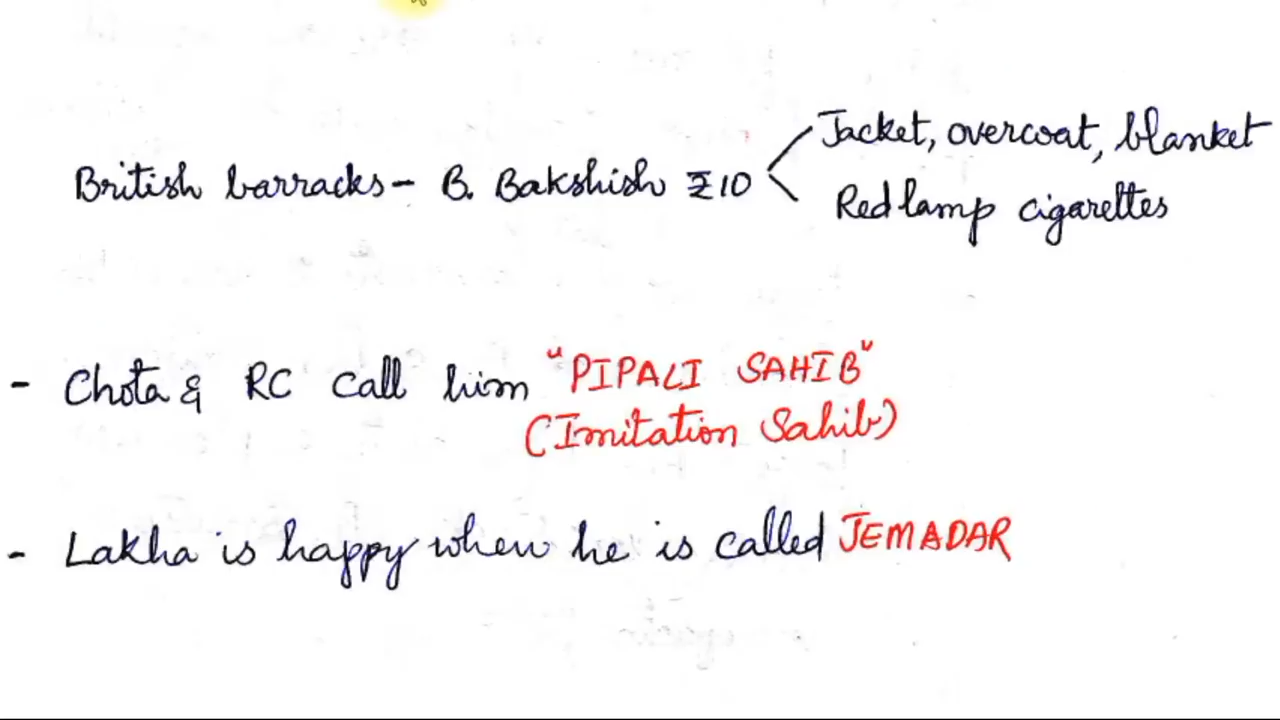 Jacket, overcoat, blanket
British barracks - B. Bakshish ₹10
Red lamp cigarettes
- Chota & RC call him "PIPALI SAHIB"
(Imitation Sahib)
- Lakha is happy when he is called JEMADAR